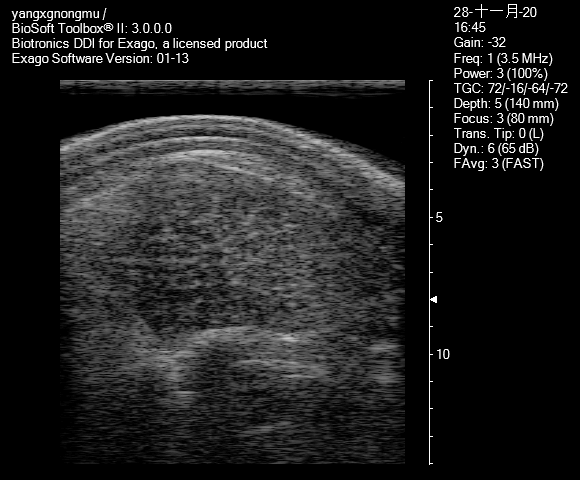 yangxgnongmu /
BioSoft Toolbox® II: 3.0.0.0
Biotronics DDI for Exago, a licensed product
Exago Software Version: 01-13
28-十一月-20
16:45
Gain: -32
Freq: 1 (3.5 MHz)
Power: 3 (100%)
TGC: 72/-16/-64/-72
Depth: 5 (140 mm)
Focus: 3 (80 mm)
Trans. Tip: 0 (L)
Dyn.: 6 (65 dB)
FAvg: 3 (FAST)
5
10